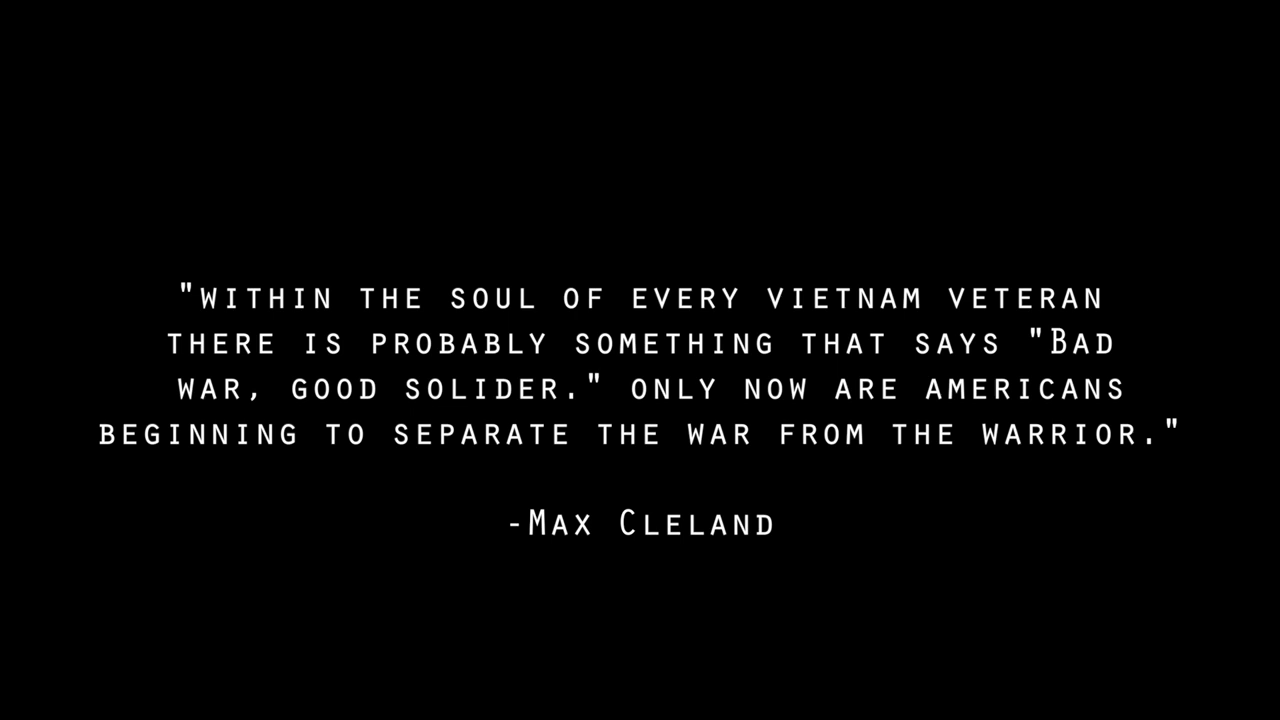 "WITHIN THE SOUL OF EVERY VIETNAM VETERAN
THERE IS PROBABLY SOMETHING THAT SAYS "BAD
WAR, GOOD SOLIDER." ONLY NOW ARE AMERICANS
BEGINNING TO SEPARATE THE WAR FROM THE WARRIOR."
-MAX CLELAND